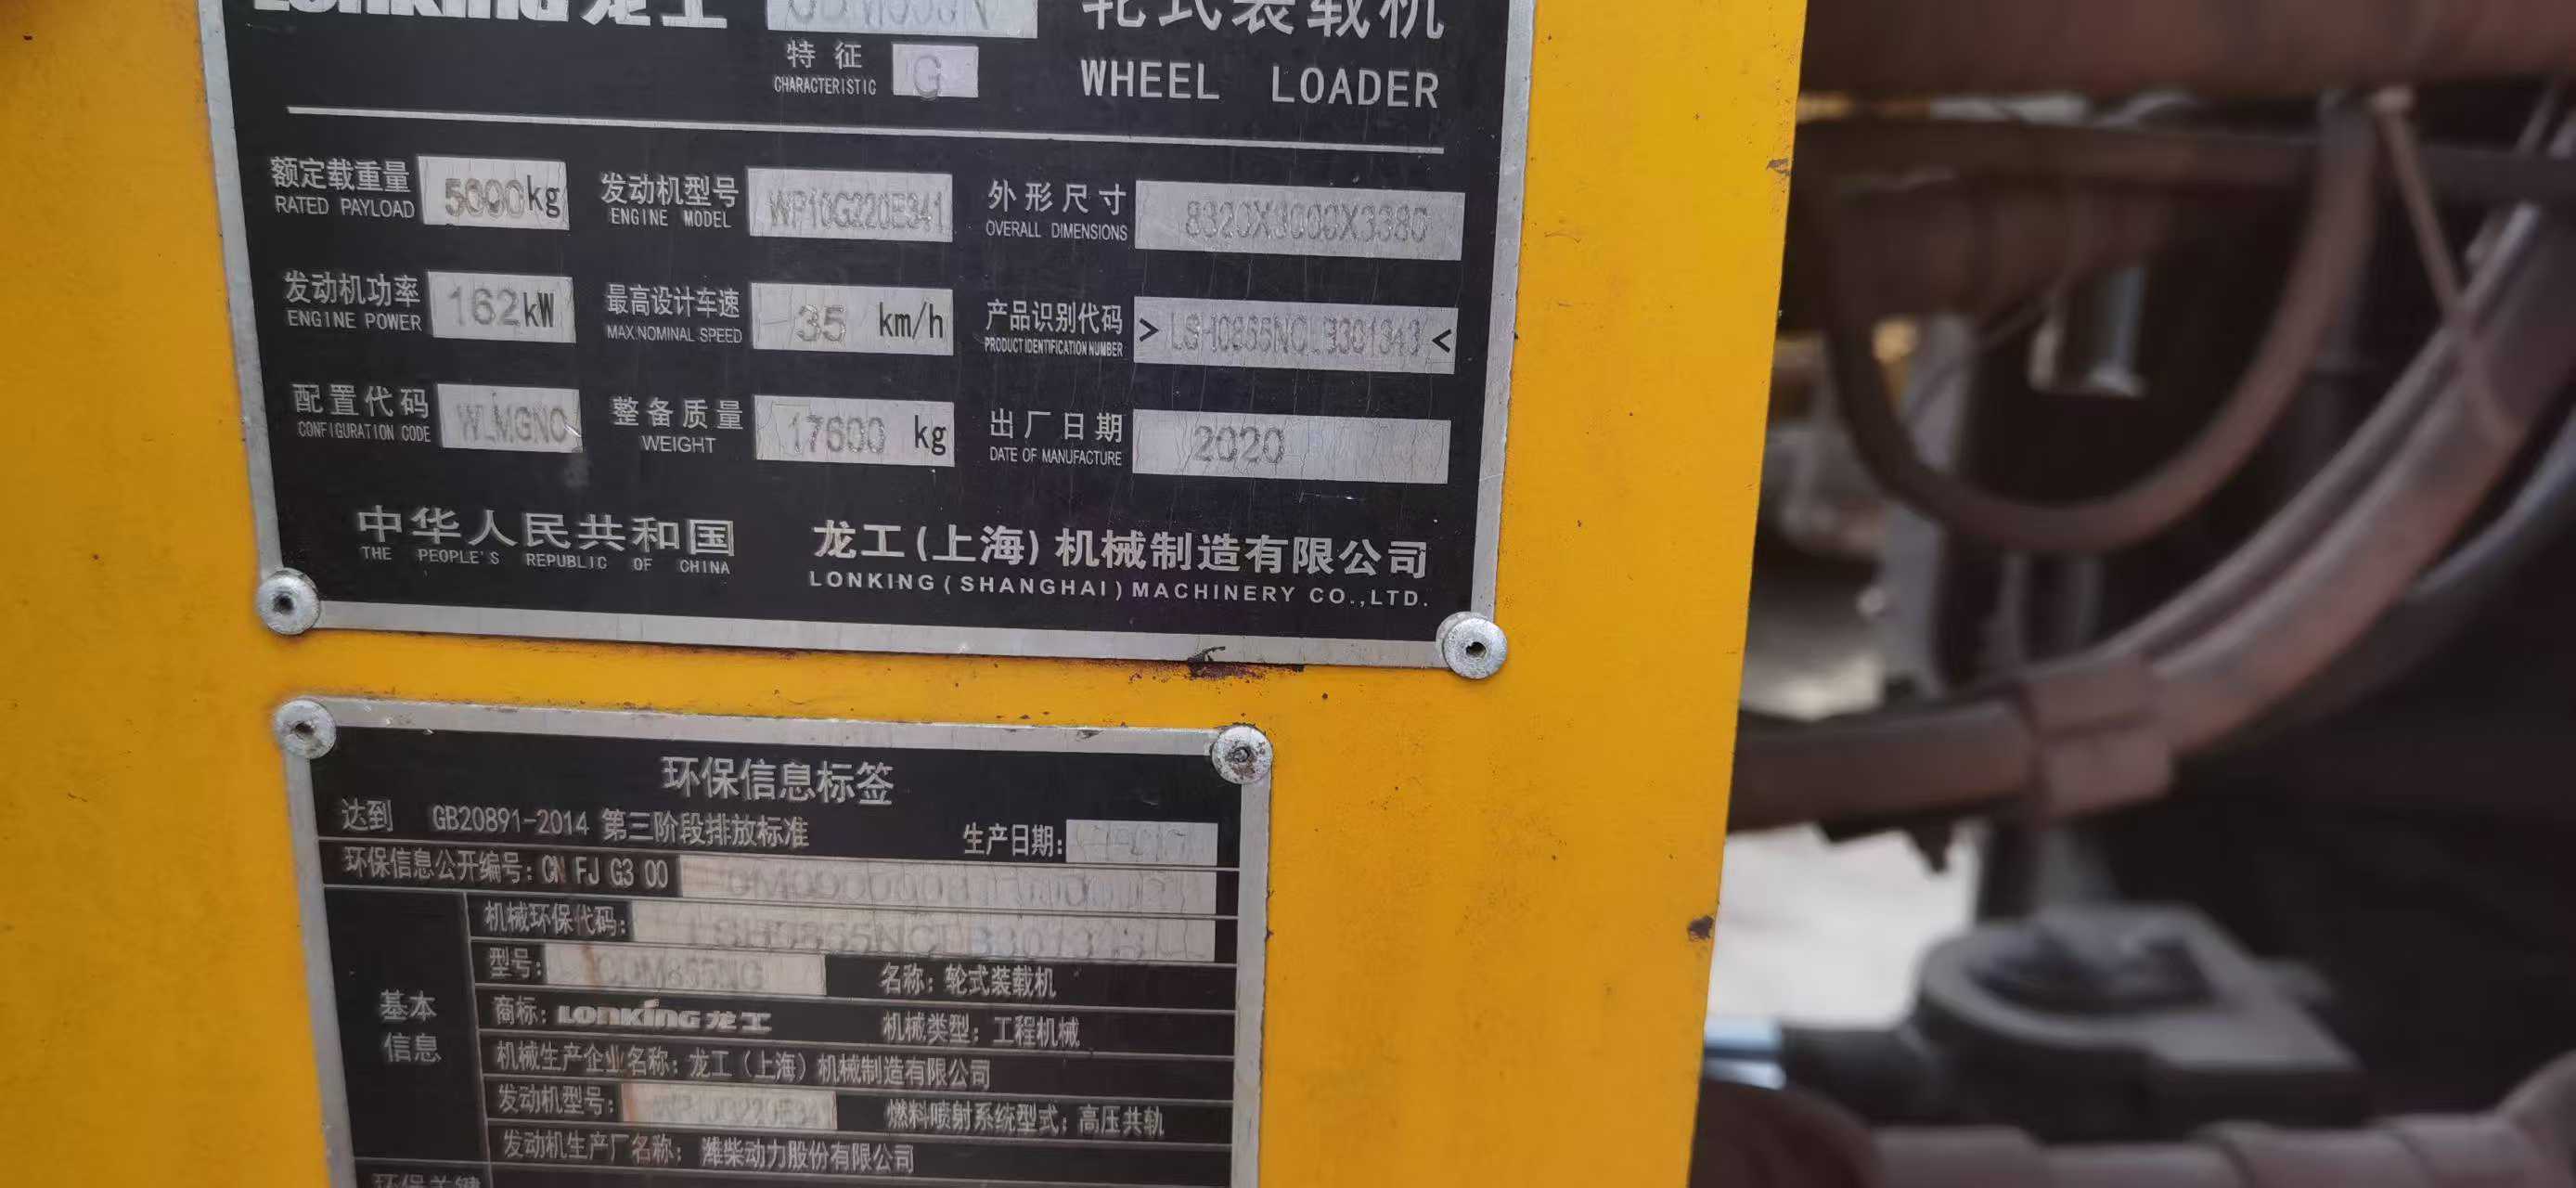 LONKING 龙工 轮式装载机
特征 G
CHARACTERISTIC WHEEL LOADER
额定载重量 5000kg 发动机型号 WP10G220E341 外形尺寸 8320X3000X3380
RATED PAYLOAD ENGINE MODEL OVERALL DIMENSIONS
发动机功率 162kW 最高设计车速 35 km/h 产品识别代码 > <
ENGINE POWER MAX.NOMINAL SPEED PRODUCT IDENTIFICATION NUMBER
配置代码 整备质量 17600 kg 出厂日期 2020
CONFIGURATION CODE WEIGHT DATE OF MANUFACTURE
中华人民共和国 龙工(上海)机械制造有限公司
THE PEOPLE'S REPUBLIC OF CHINA LONKING(SHANGHAI)MACHINERY CO.,LTD.
环保信息标签
达到 GB20891-2014 第三阶段排放标准 生产日期:
环保信息公开编号: CN FJ G3 00
机械环保代码:
型号: CDM855NG 名称: 轮式装载机
基本
信息
商标: LONKING 龙工 机械类型: 工程机械
机械生产企业名称: 龙工(上海)机械制造有限公司
发动机型号: 燃料喷射系统型式: 高压共轨
发动机生产厂名称: 潍柴动力股份有限公司
环保关键